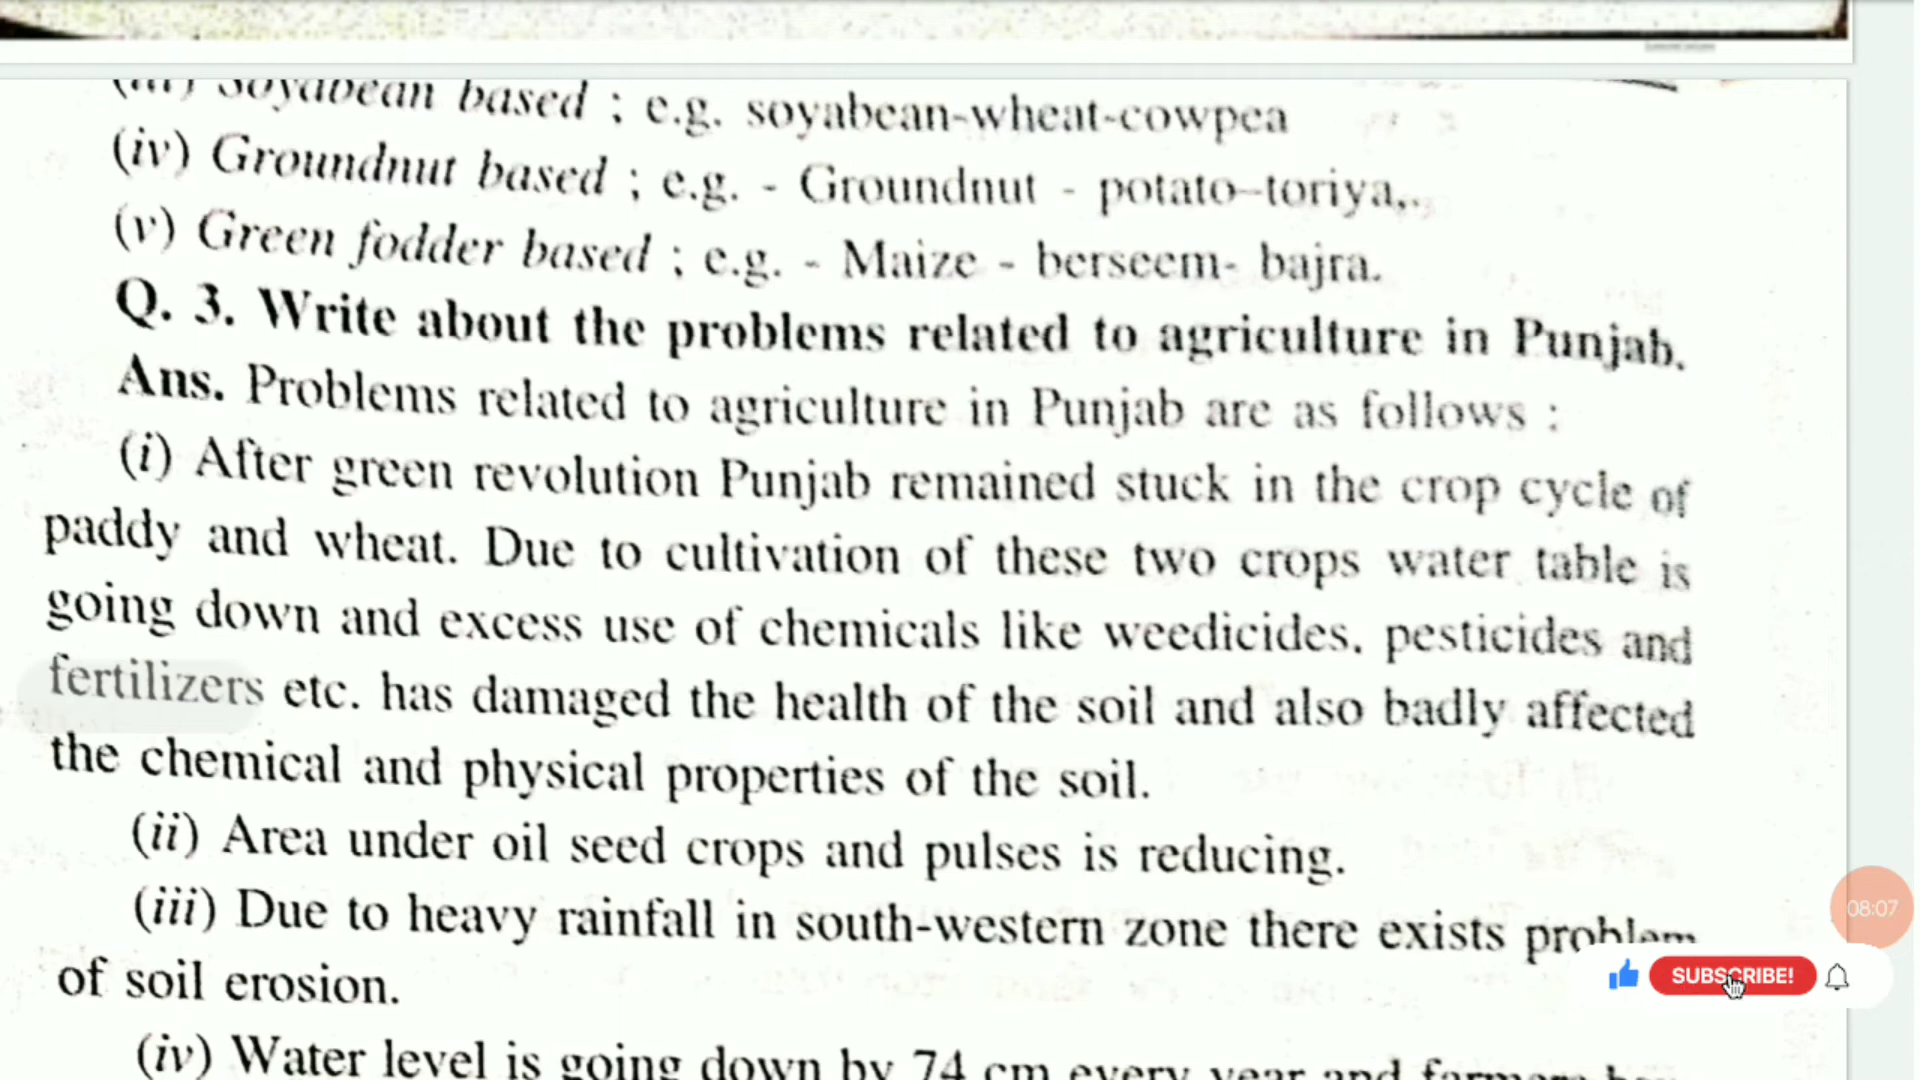 (iii) Soyabean based ; e.g. soyabean-wheat-cowpea
(iv) Groundnut based ; e.g. - Groundnut - potato–toriya,..
(v) Green fodder based ; e.g. - Maize - berseem- bajra.
Q. 3. Write about the problems related to agriculture in Punjab.
Ans. Problems related to agriculture in Punjab are as follows :
(i) After green revolution Punjab remained stuck in the crop cycle of
paddy and wheat. Due to cultivation of these two crops water table is
going down and excess use of chemicals like weedicides, pesticides and
fertilizers etc. has damaged the health of the soil and also badly affected
the chemical and physical properties of the soil.
(ii) Area under oil seed crops and pulses is reducing.
(iii) Due to heavy rainfall in south-western zone there exists problem
of soil erosion.
08:07
SUBSCRIBE!
(iv) Water level is going down by 74 cm every year and farmers